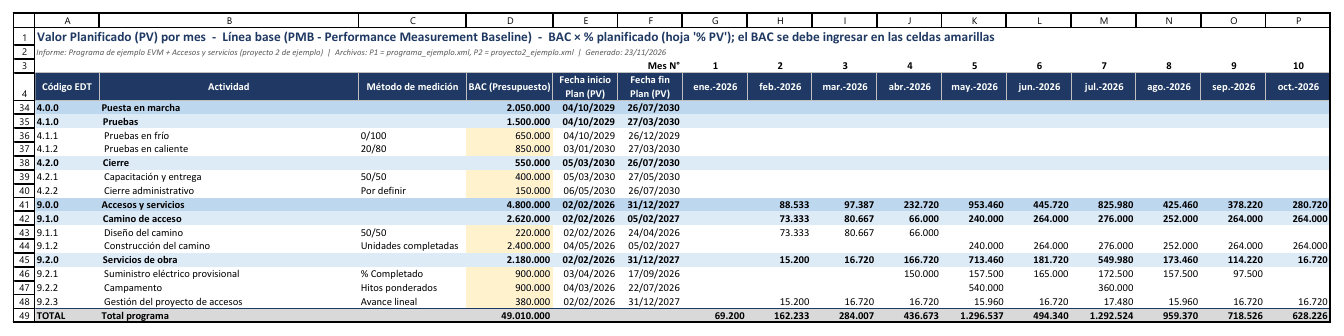 A B C D E F G H I J K L M N O P
1 Valor Planificado (PV) por mes - Línea base (PMB - Performance Measurement Baseline) - BAC × % planificado (hoja '% PV'); el BAC se debe ingresar en las celdas amarillas
2 Informe: Programa de ejemplo EVM + Accesos y servicios (proyecto 2 de ejemplo) | Archivos: P1 = programa_ejemplo.xml, P2 = proyecto2_ejemplo.xml | Generado: 23/11/2026
3 Mes N° 1 2 3 4 5 6 7 8 9 10
4 Código EDT Actividad Método de medición BAC (Presupuesto) Fecha inicio Plan (PV) Fecha fin Plan (PV) ene.-2026 feb.-2026 mar.-2026 abr.-2026 may.-2026 jun.-2026 jul.-2026 ago.-2026 sep.-2026 oct.-2026
34 4.0.0 Puesta en marcha 2.050.000 04/10/2029 26/07/2030
35 4.1.0 Pruebas 1.500.000 04/10/2029 27/03/2030
36 4.1.1 Pruebas en frío 0/100 650.000 04/10/2029 26/12/2029
37 4.1.2 Pruebas en caliente 20/80 850.000 03/01/2030 27/03/2030
38 4.2.0 Cierre 550.000 05/03/2030 26/07/2030
39 4.2.1 Capacitación y entrega 50/50 400.000 05/03/2030 27/05/2030
40 4.2.2 Cierre administrativo Por definir 150.000 06/05/2030 26/07/2030
41 9.0.0 Accesos y servicios 4.800.000 02/02/2026 31/12/2027 88.533 97.387 232.720 953.460 445.720 825.980 425.460 378.220 280.720
42 9.1.0 Camino de acceso 2.620.000 02/02/2026 05/02/2027 73.333 80.667 66.000 240.000 264.000 276.000 252.000 264.000 264.000
43 9.1.1 Diseño del camino 50/50 220.000 02/02/2026 24/04/2026 73.333 80.667 66.000
44 9.1.2 Construcción del camino Unidades completadas 2.400.000 04/05/2026 05/02/2027 240.000 264.000 276.000 252.000 264.000 264.000
45 9.2.0 Servicios de obra 2.180.000 02/02/2026 31/12/2027 15.200 16.720 166.720 713.460 181.720 549.980 173.460 114.220 16.720
46 9.2.1 Suministro eléctrico provisional % Completado 900.000 03/04/2026 17/09/2026 150.000 157.500 165.000 172.500 157.500 97.500
47 9.2.2 Campamento Hitos ponderados 900.000 04/05/2026 22/07/2026 540.000 360.000
48 9.2.3 Gestión del proyecto de accesos Avance lineal 380.000 02/02/2026 31/12/2027 15.200 16.720 16.720 15.960 16.720 17.480 15.960 16.720 16.720
49 TOTAL Total programa 49.010.000 69.200 162.233 284.007 436.673 1.296.537 494.340 1.292.524 959.370 718.526 628.226